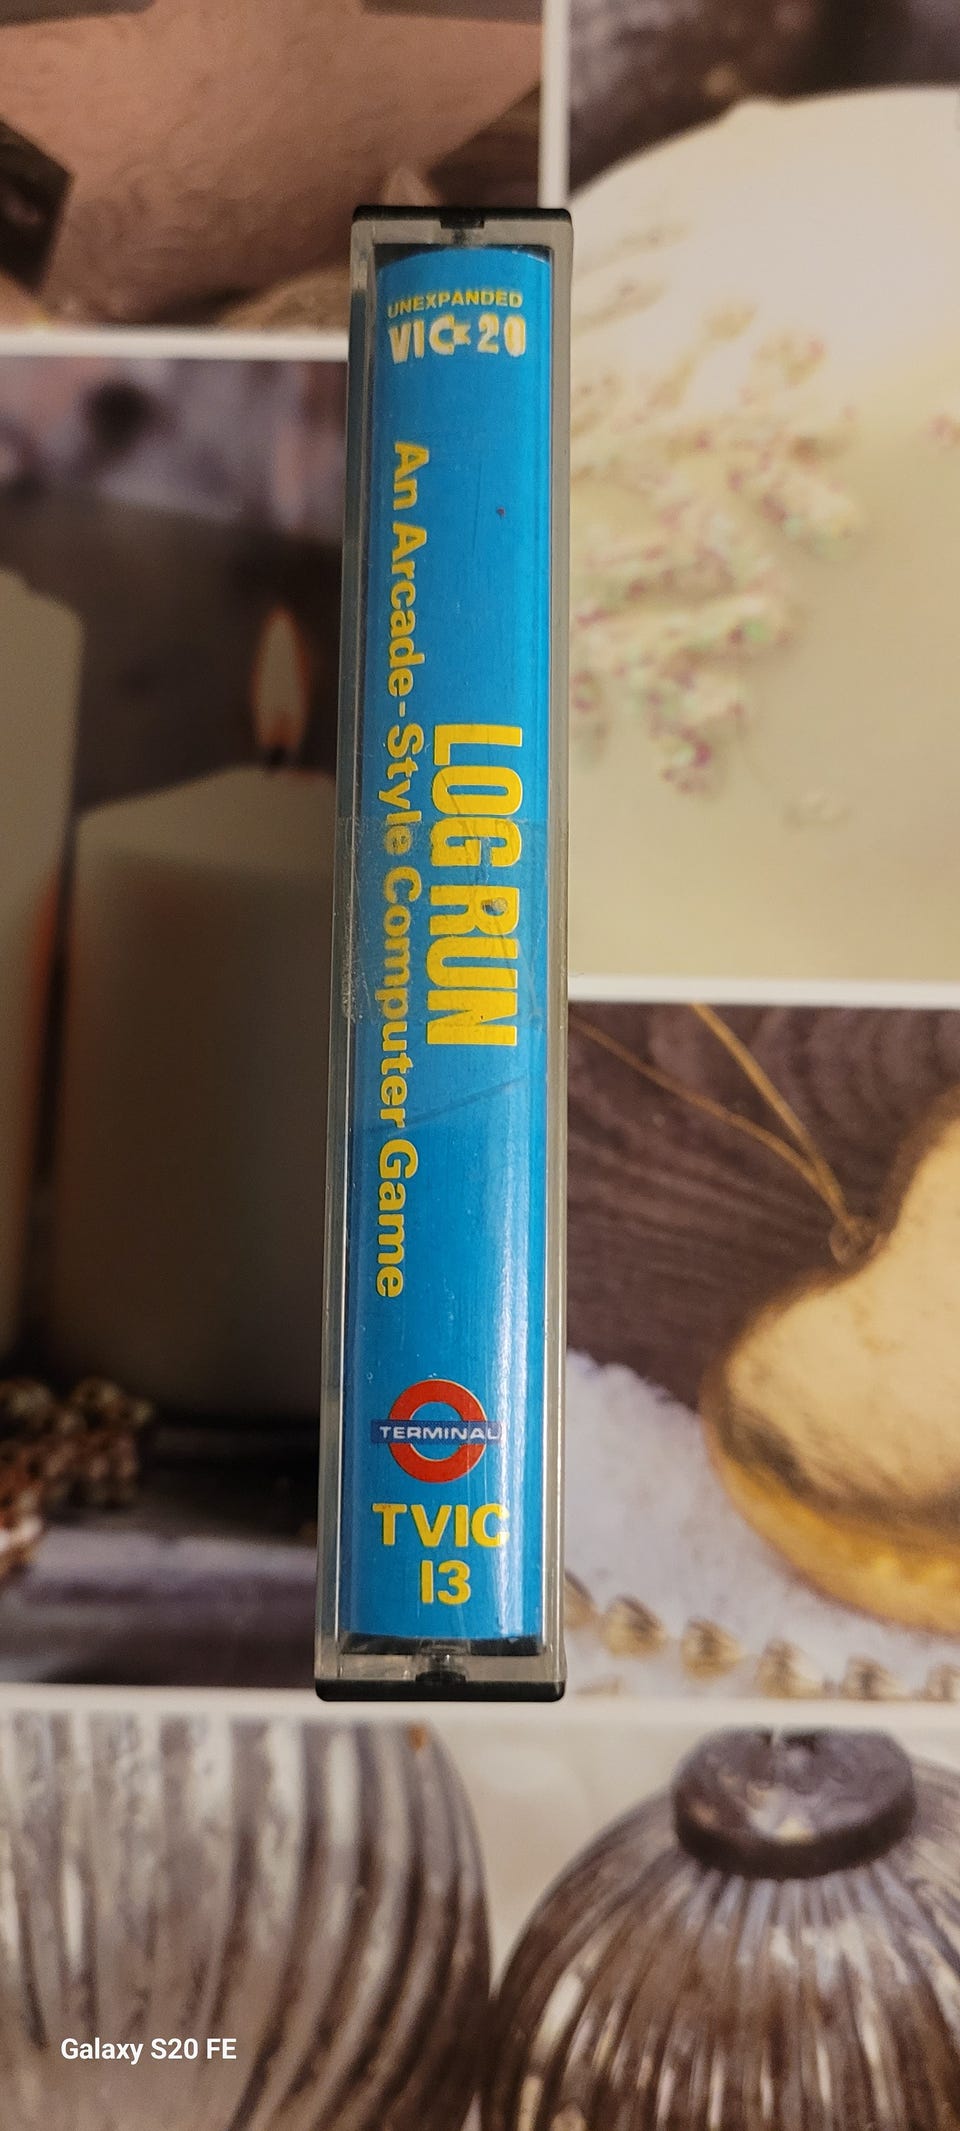 UNEXPANDED
VIC 20
LOG RUN
An Arcade-Style Computer Game
TERMINAL
TVIC
13
Galaxy S20 FE